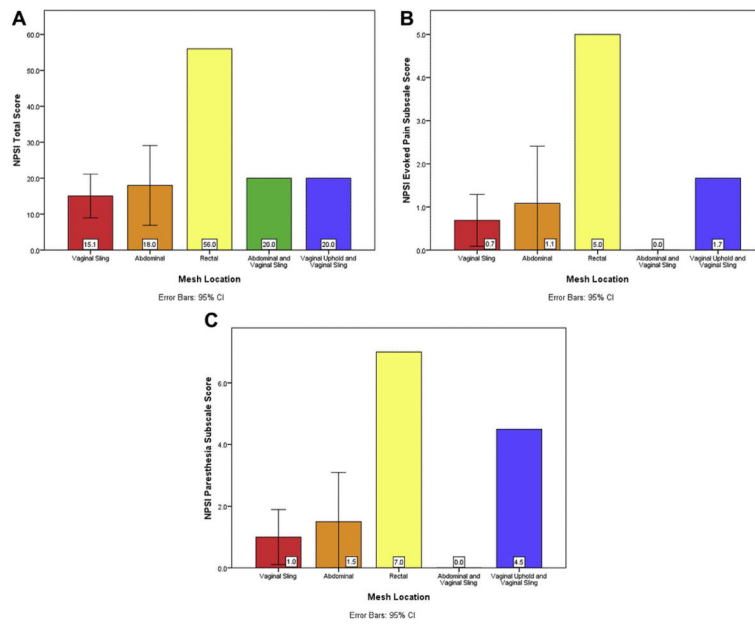 A
NPSI Total Score
60.0
50.0
40.0
30.0
20.0
10.0
0.0
15.1
18.0
56.0
20.0
20.0
Vaginal Sling
Abdominal
Rectal
Abdominal and
Vaginal Sling
Vaginal Uphold and
Vaginal Sling
Mesh Location
Error Bars: 95% CI
B
NPSI Evoked Pain Subscale Score
5.0
4.0
3.0
2.0
1.0
0.0
0.7
1.1
5.0
0.0
1.7
Vaginal Sling
Abdominal
Rectal
Abdominal and
Vaginal Sling
Vaginal Uphold and
Vaginal Sling
Mesh Location
Error Bars: 95% CI
C
NPSI Paresthesia Subscale Score
6.0
4.0
2.0
0.0
1.0
1.5
7.0
0.0
4.5
Vaginal Sling
Abdominal
Rectal
Abdominal and
Vaginal Sling
Vaginal Uphold and
Vaginal Sling
Mesh Location
Error Bars: 95% CI